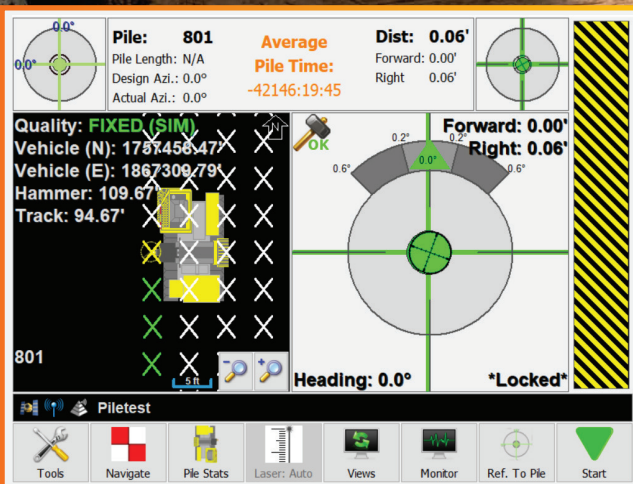 0.0°
0.0°
Pile: 801
Pile Length: N/A
Design Azi.: 0.0°
Actual Azi.: 0.0°
Average
Pile Time:
-42146:19:45
Dist: 0.06'
Forward: 0.00'
Right 0.06'
Quality: FIXED (SIM)
Vehicle (N): 1757458.47'
Vehicle (E): 1867309.79'
Hammer: 109.67'
Track: 94.67'
N
801
5 ft
OK
Forward: 0.00'
Right: 0.06'
0.6°
0.2°
0.0°
0.2°
0.6°
Heading: 0.0°
*Locked*
Piletest
Tools
Navigate
Pile Stats
Laser: Auto
Views
Monitor
Ref. To Pile
Start